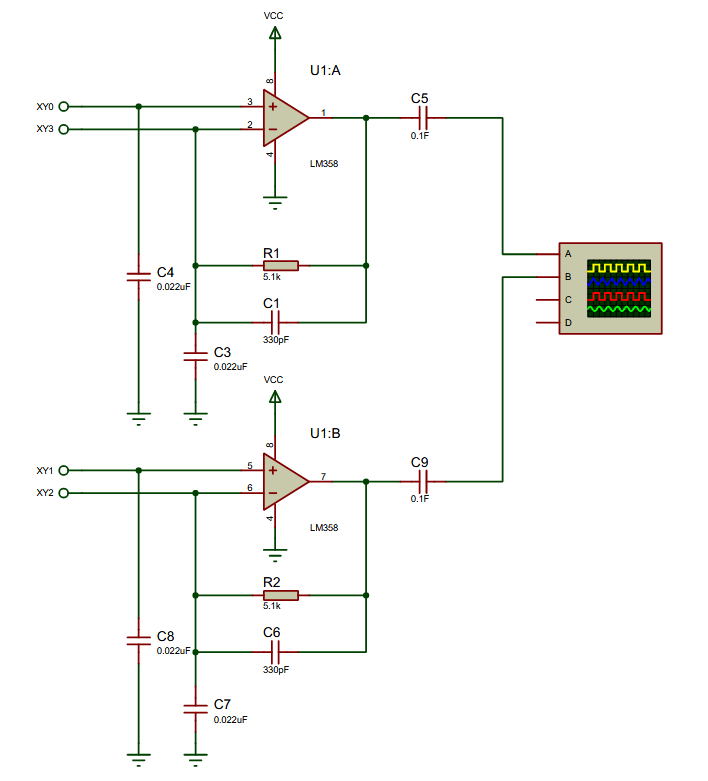 VCC
U1:A
8
XY0
3
C5
1
XY3
2
4
LM358
0.1F
A
R1
B
5.1k
C4
0.022uF
C
C1
D
330pF
C3
0.022uF
VCC
U1:B
8
XY1
5
C9
7
XY2
6
4
LM358
0.1F
R2
5.1k
C6
C8
0.022uF
330pF
C7
0.022uF